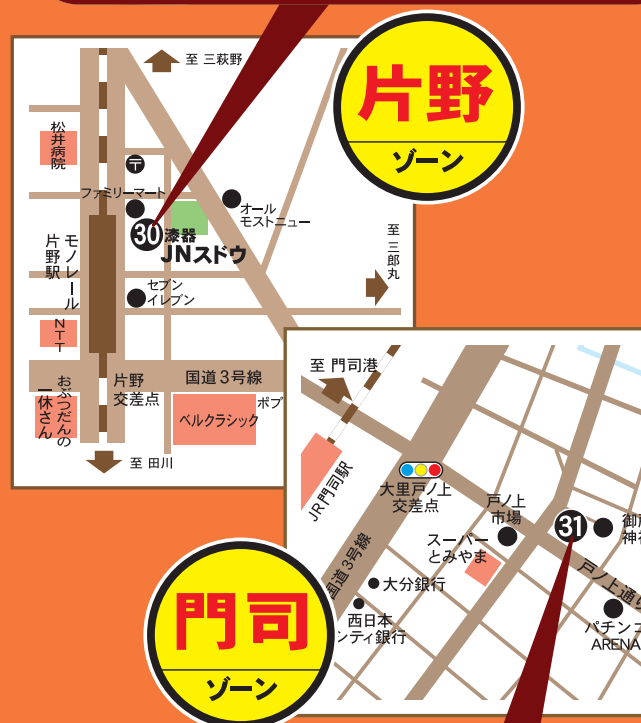 片野
ゾーン
至 三萩野
松井病院
〒
ファミリーマート
オール
モストニュー
30
漆器
JNスドウ
モノレール
片野駅
セブン
イレブン
至 三郎丸
NTT
片野
交差点
国道3号線
おぶつだんの
一休さん
ベルクラシック
ポプ
至 田川
門司
ゾーン
至 門司港
JR門司駅
大里戸ノ上
交差点
戸ノ上
市場
31
スーパー
とみやま
国道3号線
大分銀行
西日本
シティ銀行
戸ノ上通り
パチンコ
ARENA